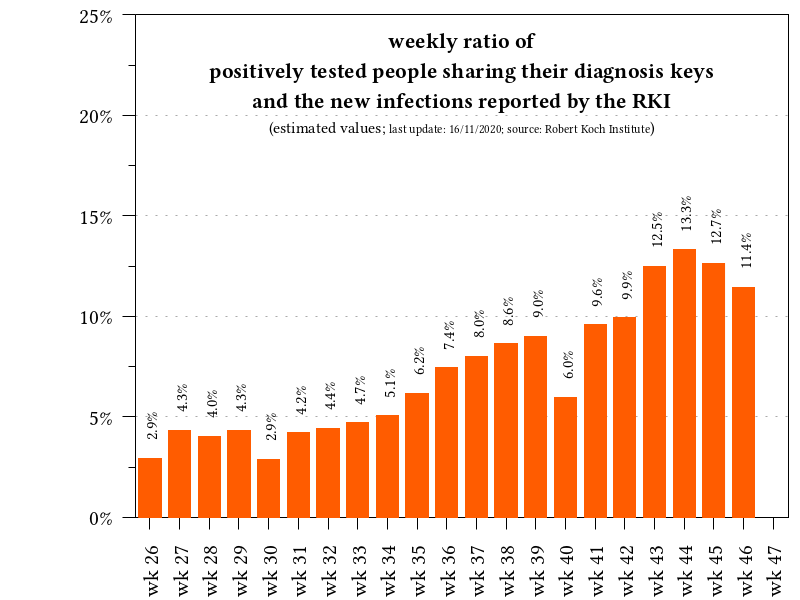 weekly ratio of
positively tested people sharing their diagnosis keys
and the new infections reported by the RKI
(estimated values; last update: 16/11/2020; source: Robert Koch Institute)
25%
20%
15%
10%
5%
0%
2.9%
4.3%
4.0%
4.3%
2.9%
4.2%
4.4%
4.7%
5.1%
6.2%
7.4%
8.0%
8.6%
9.0%
6.0%
9.6%
9.9%
12.5%
13.3%
12.7%
11.4%
wk 26
wk 27
wk 28
wk 29
wk 30
wk 31
wk 32
wk 33
wk 34
wk 35
wk 36
wk 37
wk 38
wk 39
wk 40
wk 41
wk 42
wk 43
wk 44
wk 45
wk 46
wk 47